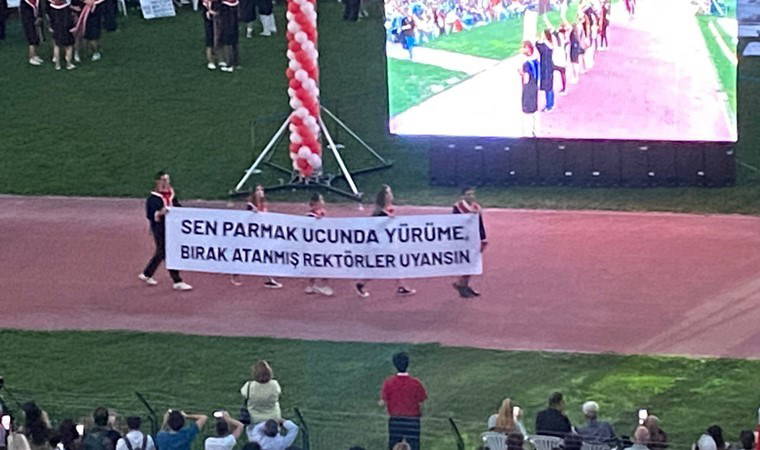 SEN PARMAK UCUNDA YÜRÜME,
BIRAK ATANMIŞ REKTÖRLER UYANSIN